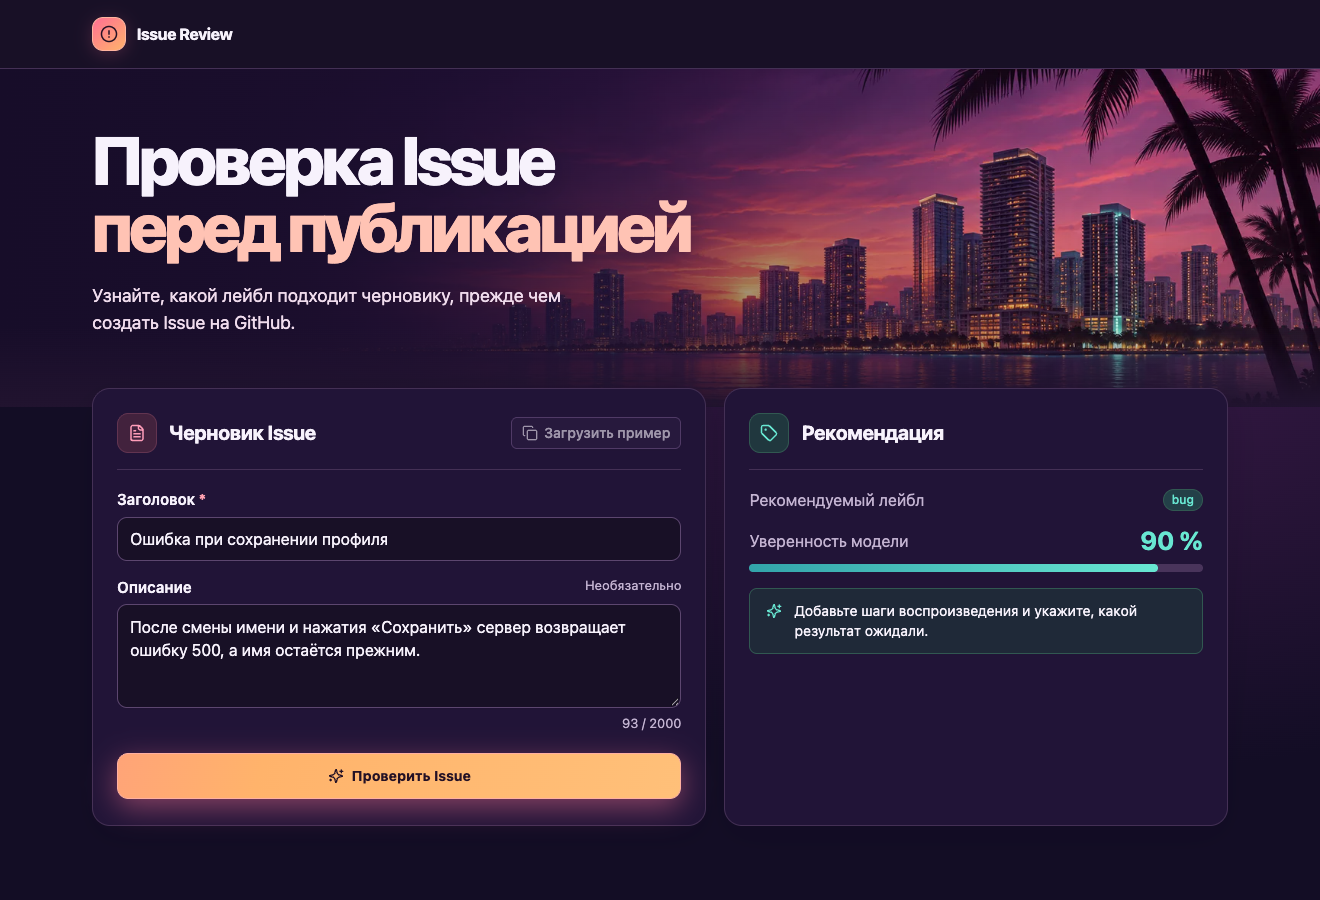 Issue Review
Проверка Issue
перед публикацией
Узнайте, какой лейбл подходит черновику, прежде чем
создать Issue на GitHub.
Черновик Issue
Загрузить пример
Заголовок *
Ошибка при сохранении профиля
Описание
Необязательно
После смены имени и нажатия «Сохранить» сервер возвращает
ошибку 500, а имя остаётся прежним.
93 / 2000
Проверить Issue
Рекомендация
Рекомендуемый лейбл
bug
Уверенность модели
90 %
Добавьте шаги воспроизведения и укажите, какой
результат ожидали.